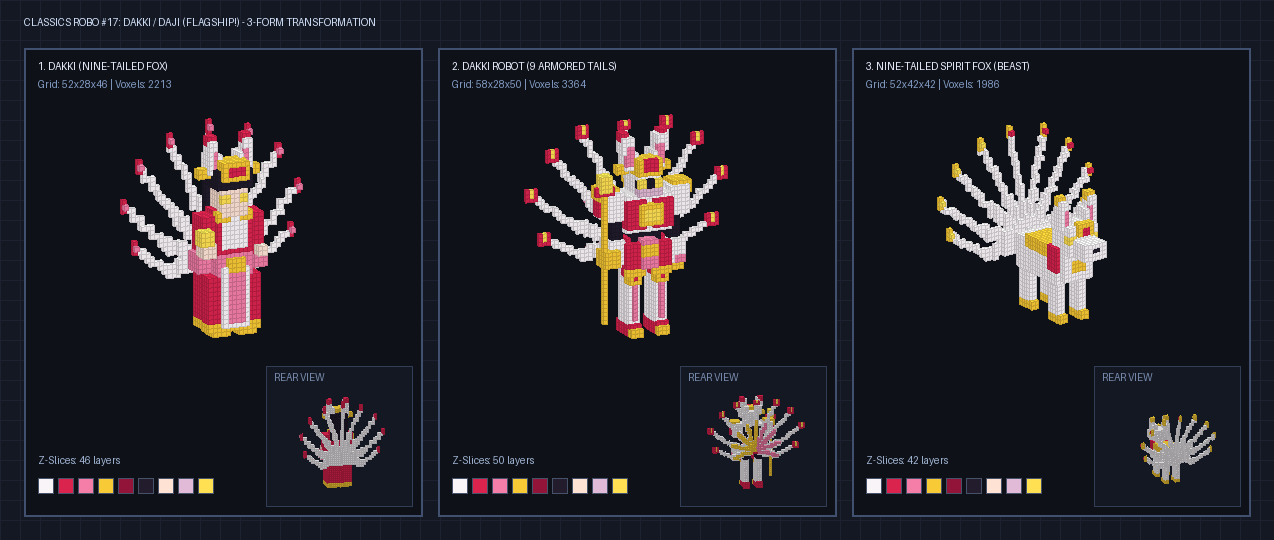 CLASSICS ROBO #17: DAKKI / DAJI (FLAGSHIP!) - 3-FORM TRANSFORMATION
1. DAKKI (NINE-TAILED FOX)
Grid: 52x28x46 | Voxels: 2213
REAR VIEW
Z-Slices: 46 layers
2. DAKKI ROBOT (9 ARMORED TAILS)
Grid: 58x28x50 | Voxels: 3364
REAR VIEW
Z-Slices: 50 layers
3. NINE-TAILED SPIRIT FOX (BEAST)
Grid: 52x42x42 | Voxels: 1986
REAR VIEW
Z-Slices: 42 layers